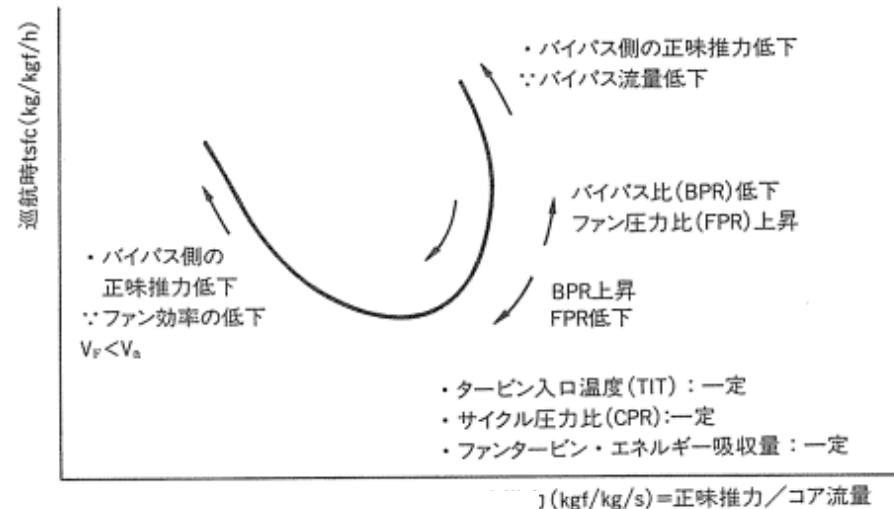 巡航時tsfc(kg/kgf/h)
・バイパス側の正味推力低下
∵バイパス流量低下
バイパス比(BPR)低下
ファン圧力比(FPR)上昇
・バイパス側の
正味推力低下
∵ファン効率の低下
V_F<V_a
BPR上昇
FPR低下
・タービン入口温度(TIT)：一定
・サイクル圧力比(CPR):一定
・ファンタービン・エネルギー吸収量：一定
(kgf/kg/s)=正味推力／コア流量